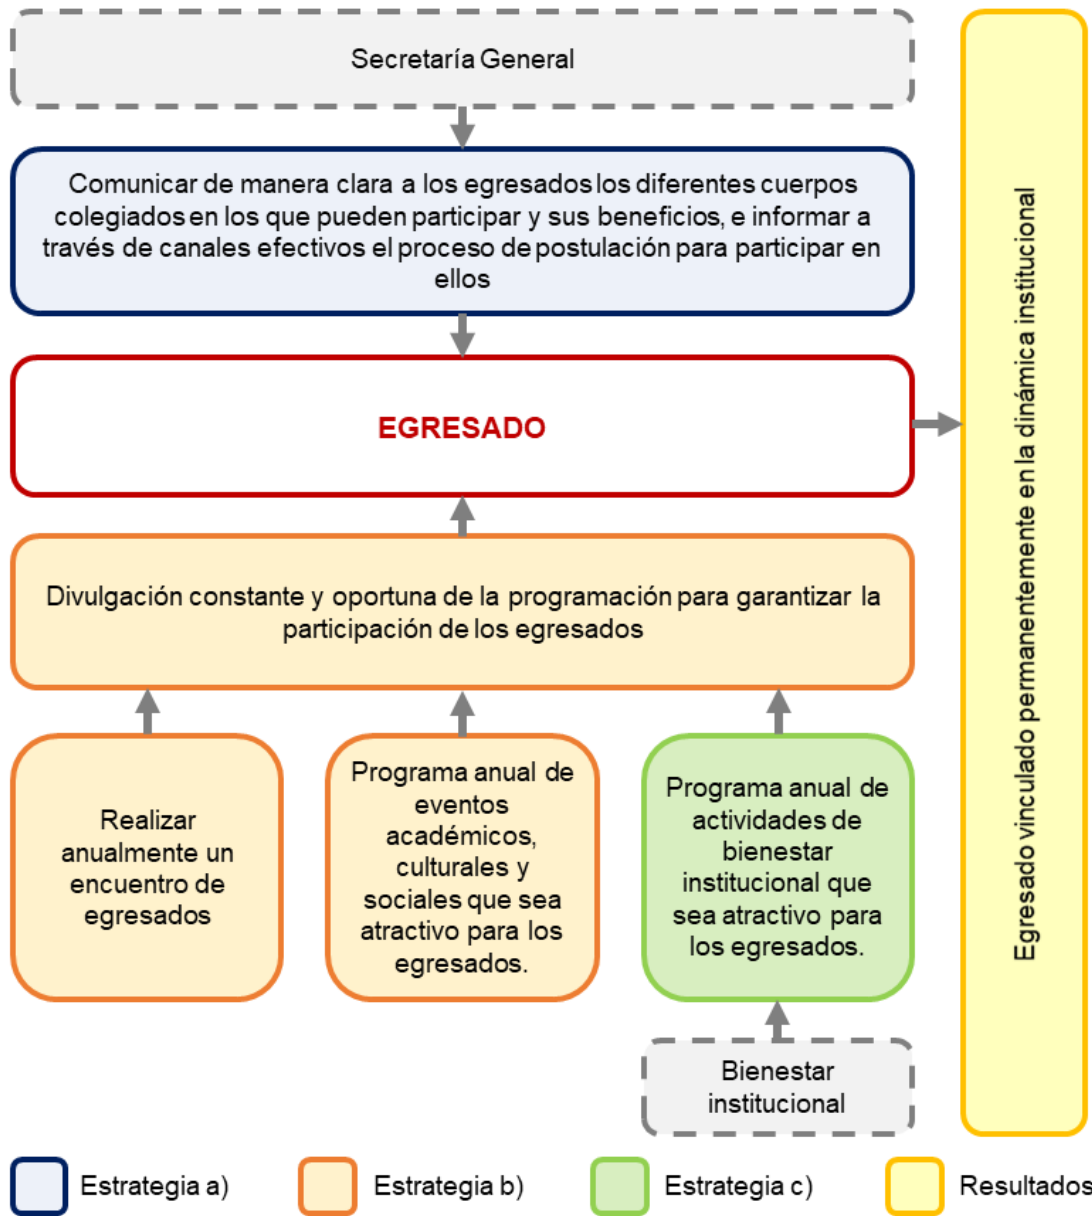 Secretaría General
Comunicar de manera clara a los egresados los diferentes cuerpos
colegiados en los que pueden participar y sus beneficios, e informar a
través de canales efectivos el proceso de postulación para participar en
ellos
EGRESADO
Divulgación constante y oportuna de la programación para garantizar la
participación de los egresados
Realizar
anualmente un
encuentro de
egresados
Programa anual de
eventos
académicos,
culturales y
sociales que sea
atractivo para los
egresados.
Programa anual de
actividades de
bienestar
institucional que
sea atractivo para
los egresados.
Bienestar
institucional
Egresado vinculado permanentemente en la dinámica institucional
Estrategia a)
Estrategia b)
Estrategia c)
Resultados